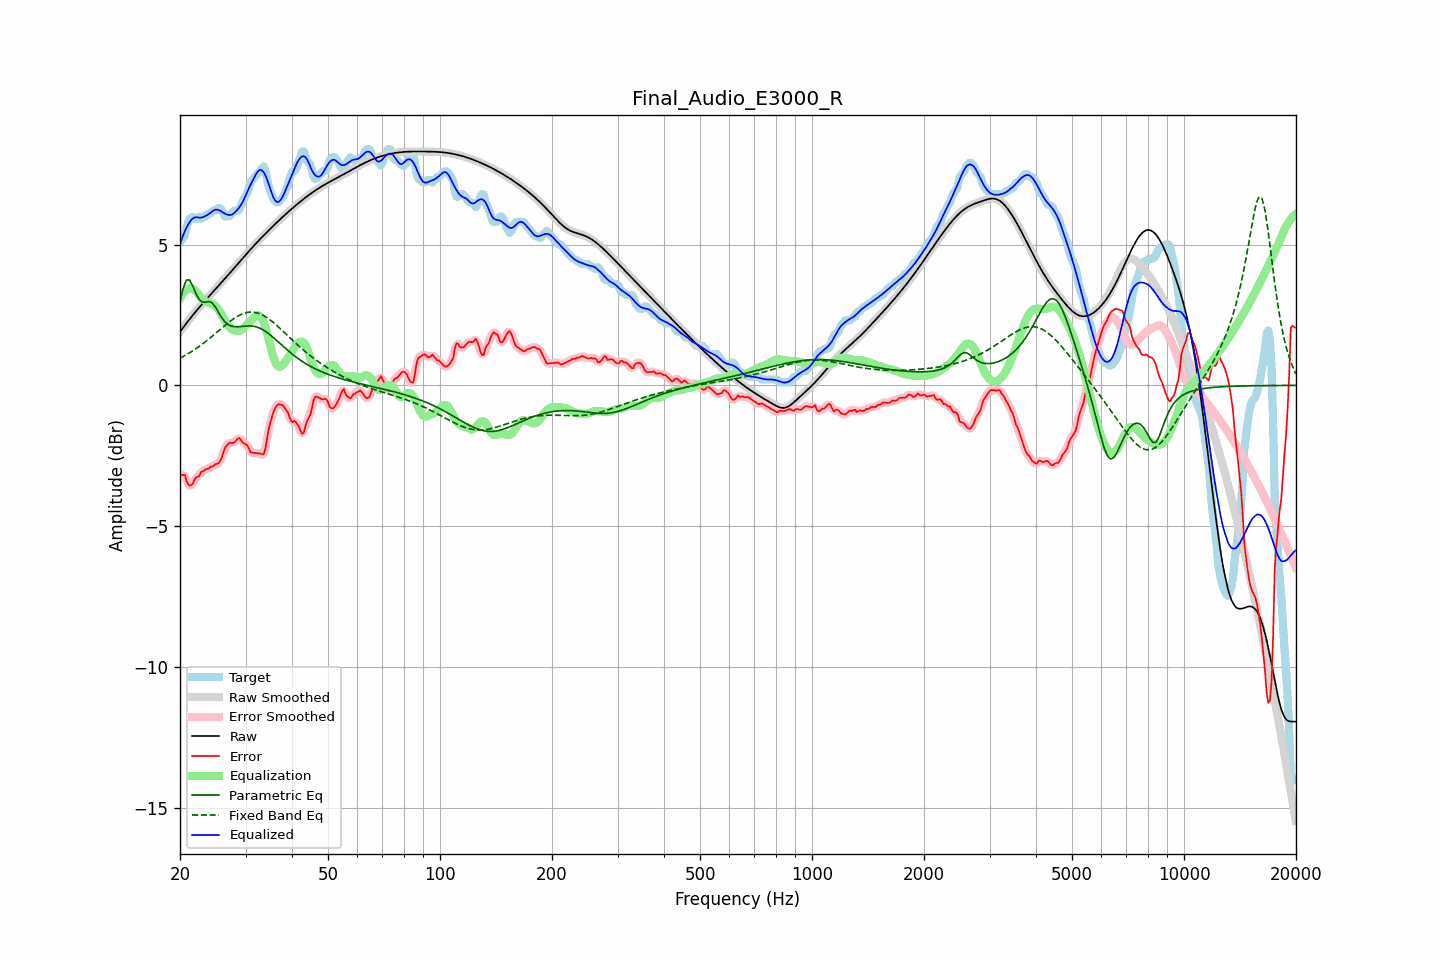 Final_Audio_E3000_R
Amplitude (dBr)
5
0
−5
−10
−15
Target
Raw Smoothed
Error Smoothed
Raw
Error
Equalization
Parametric Eq
Fixed Band Eq
Equalized
20 50 100 200 500 1000 2000 5000 10000 20000
Frequency (Hz)